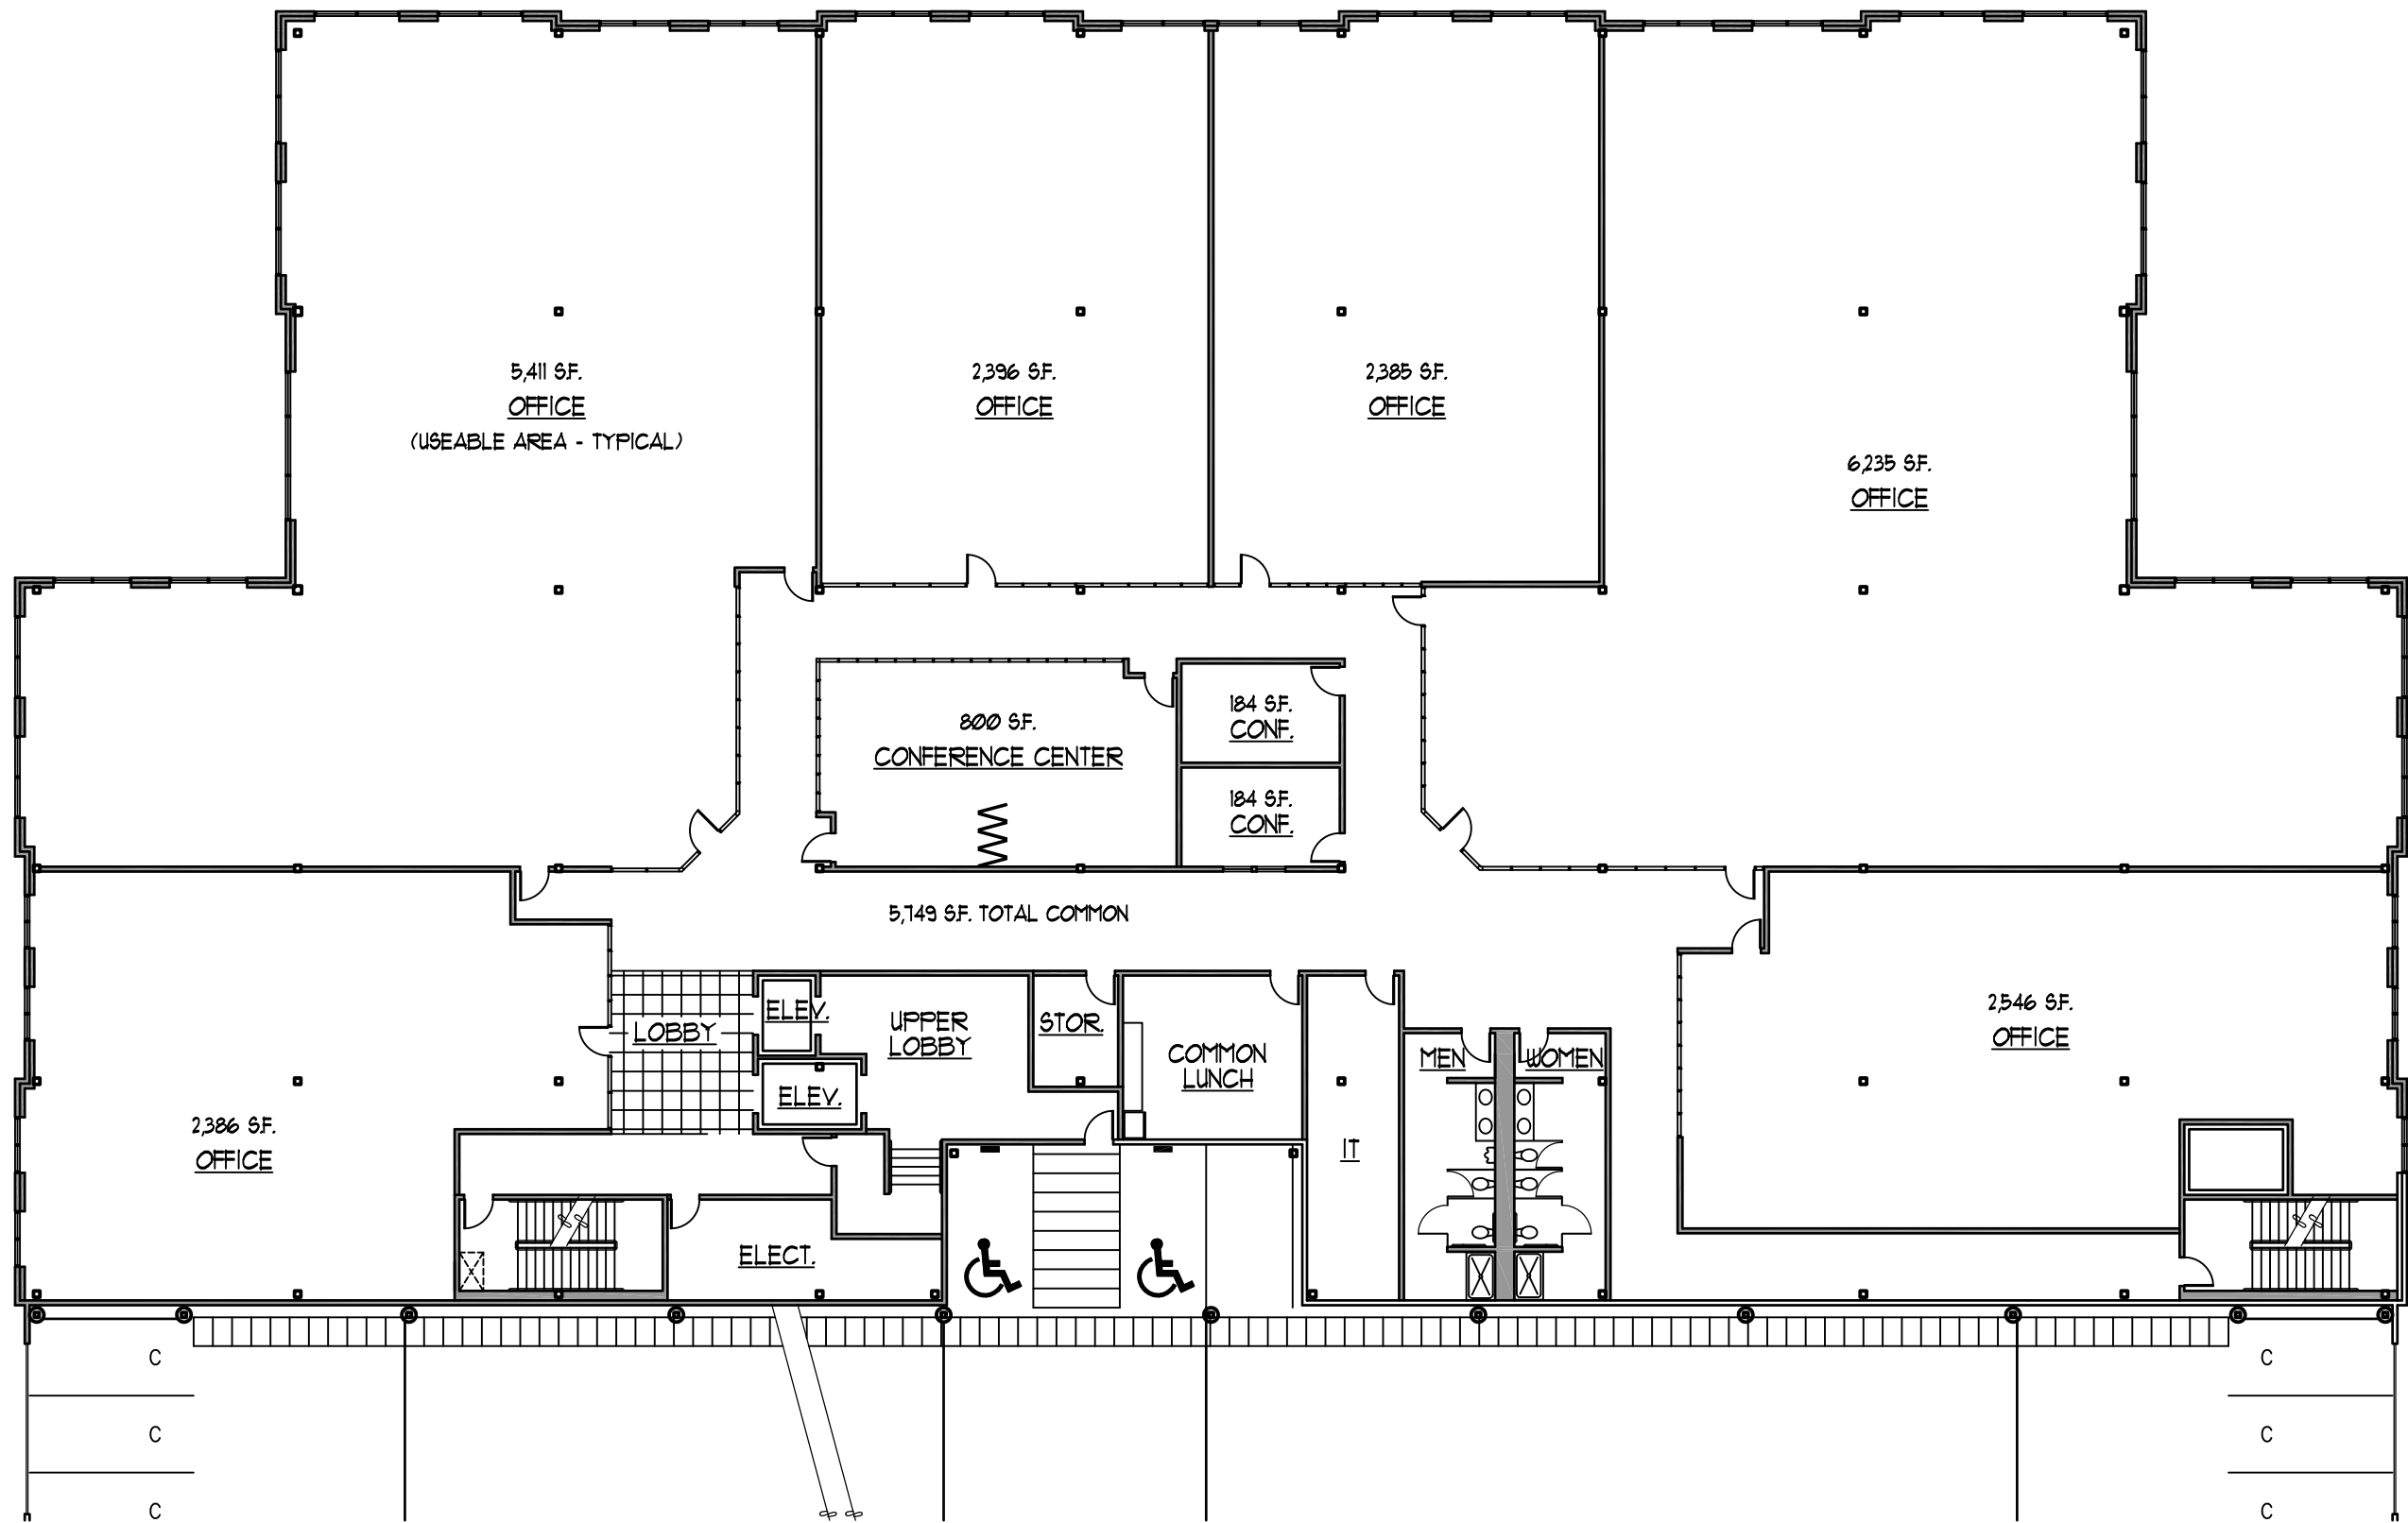 5,411 S.F.
OFFICE
(USEABLE AREA - TYPICAL)
2,396 S.F.
OFFICE
2,385 S.F.
OFFICE
6,235 S.F.
OFFICE
800 S.F.
CONFERENCE CENTER
184 S.F.
CONF.
184 S.F.
CONF.
5,749 S.F. TOTAL COMMON
2,386 S.F.
OFFICE
LOBBY
ELEV.
ELEV.
UPPER
LOBBY
STOR.
COMMON
LUNCH
IT
MEN
WOMEN
2,546 S.F.
OFFICE
ELECT.
C
C
C
C
C
C